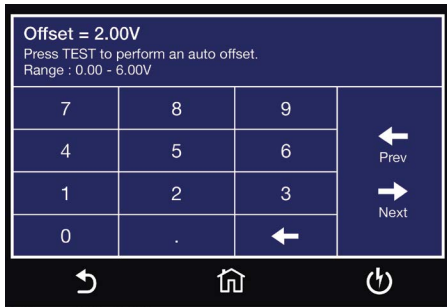 Offset = 2.00V
Press TEST to perform an auto offset.
Range : 0.00 - 6.00V
7 8 9
4 5 6
Prev
1 2 3
Next
0 .